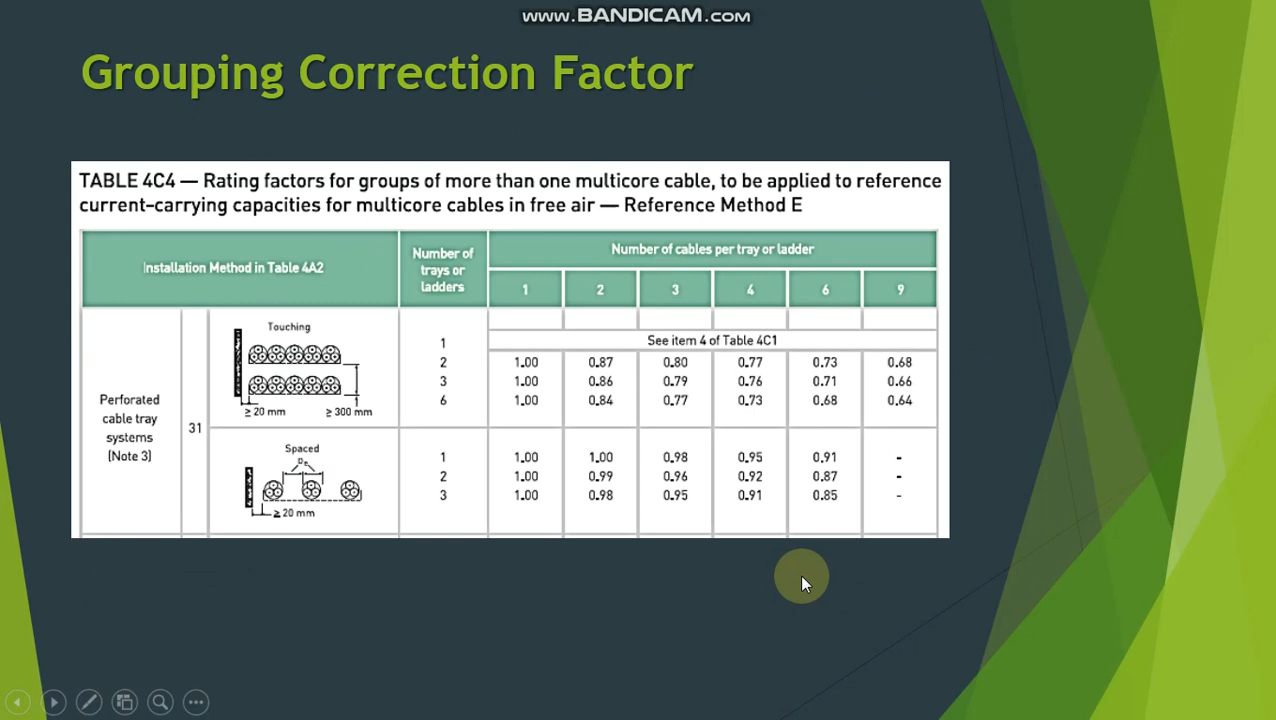 www.BANDICAM.com
Grouping Correction Factor
TABLE 4C4 — Rating factors for groups of more than one multicore cable, to be applied to reference
current-carrying capacities for multicore cables in free air — Reference Method E
Installation Method in Table 4A2
Number of
trays or
ladders
Number of cables per tray or ladder
1 2 3 4 6 9
Perforated
cable tray
systems
(Note 3)
31
Touching
≥ 20 mm ≥ 300 mm
1 See item 4 of Table 4C1
2 1.00 0.87 0.80 0.77 0.73 0.68
3 1.00 0.86 0.79 0.76 0.71 0.66
6 1.00 0.84 0.77 0.73 0.68 0.64
Spaced
De
≥ 20 mm
1 1.00 1.00 0.98 0.95 0.91 -
2 1.00 0.99 0.96 0.92 0.87 -
3 1.00 0.98 0.95 0.91 0.85 -